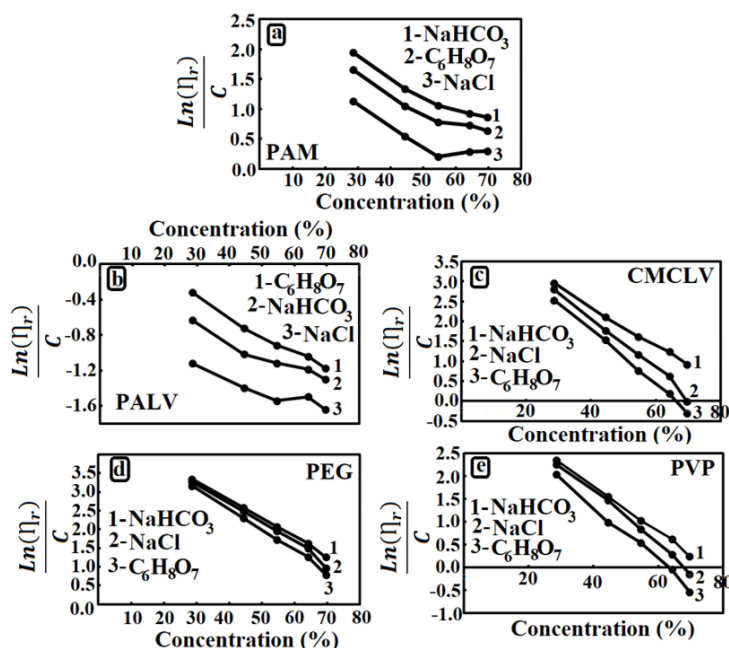 a
1-NaHCO3
2-C6H8O7
3-NaCl
2.5
2.0
1.5
1.0
0.5
0.0
Ln(ηr)
C
1
2
3
PAM
10 20 30 40 50 60 70 80
Concentration (%)
Concentration (%)
10 20 30 40 50 60 70 80
b
1-C6H8O7
2-NaHCO3
3-NaCl
0.0
-0.4
-0.8
-1.2
-1.6
Ln(ηr)
C
1
2
3
PALV
c
CMCLV
3.5
3.0
2.5
2.0
1.5
1.0
0.5
0.0
-0.5
Ln(ηr)
C
1-NaHCO3
2-NaCl
3-C6H8O7
1
2
3
20 40 60 80
Concentration (%)
d
PEG
3.5
3.0
2.5
2.0
1.5
1.0
0.5
0.0
Ln(ηr)
C
1-NaHCO3
2-NaCl
3-C6H8O7
1
2
3
10 20 30 40 50 60 70 80
Concentration (%)
e
PVP
2.5
2.0
1.5
1.0
0.5
0.0
-0.5
-1.0
Ln(ηr)
C
1-NaHCO3
2-NaCl
3-C6H8O7
1
2
3
20 40 60 80
Concentration (%)